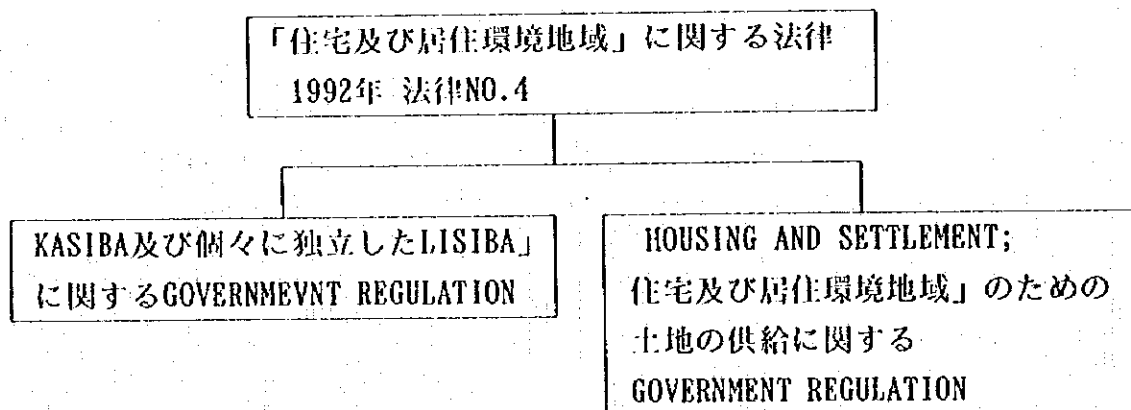 「住宅及び居住環境地域」に関する法律
1992年 法律NO.4
KASIBA及び個々に独立したLISIBA」
に関するGOVERNMEVNT REGULATION
HOUSING AND SETTLEMENT;
住宅及び居住環境地域」のための
土地の供給に関する
GOVERNMENT REGULATION